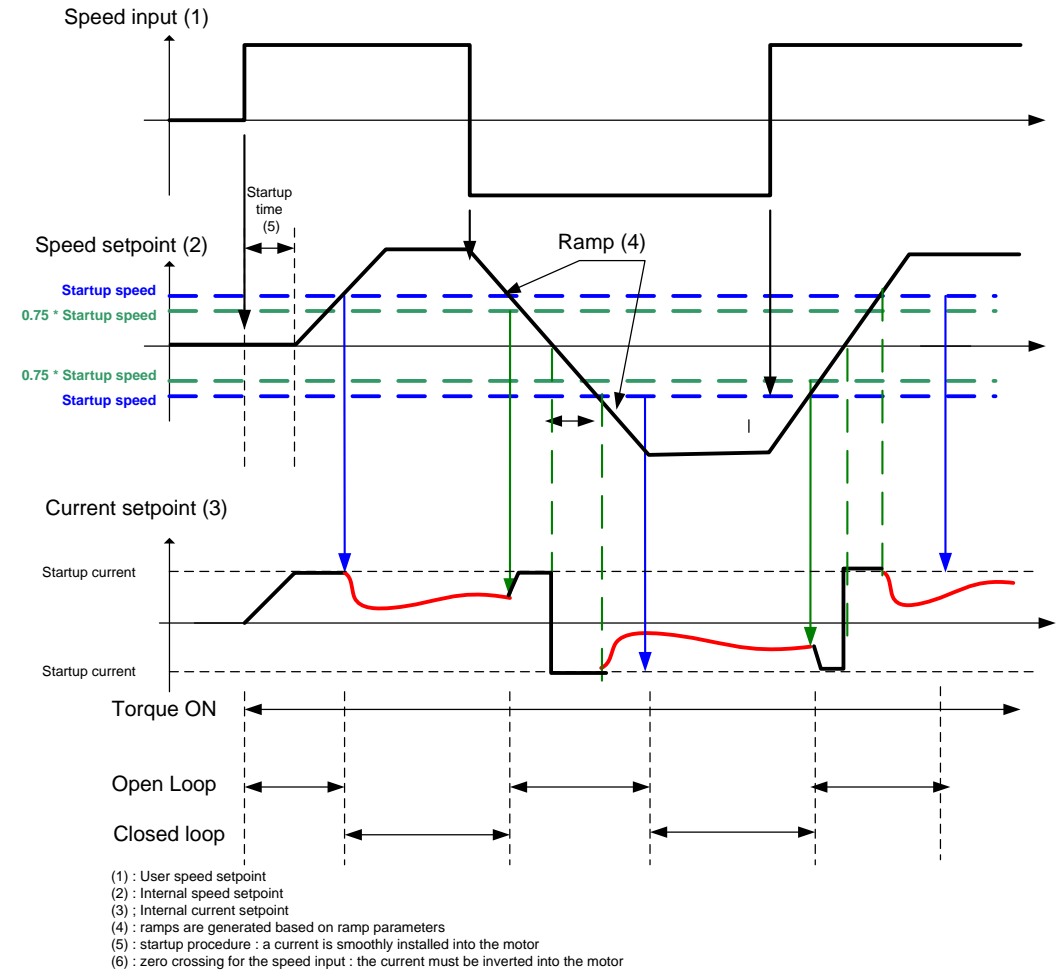 Speed input (1)
Startup
time
(5)
Speed setpoint (2)
Ramp (4)
Startup speed
0.75 * Startup speed
0.75 * Startup speed
Startup speed
Current setpoint (3)
Startup current
Startup current
Torque ON
Open Loop
Closed loop
(1) : User speed setpoint
(2) : Internal speed setpoint
(3) ; Internal current setpoint
(4) : ramps are generated based on ramp parameters
(5) : startup procedure : a current is smoothly installed into the motor
(6) : zero crossing for the speed input : the current must be inverted into the motor